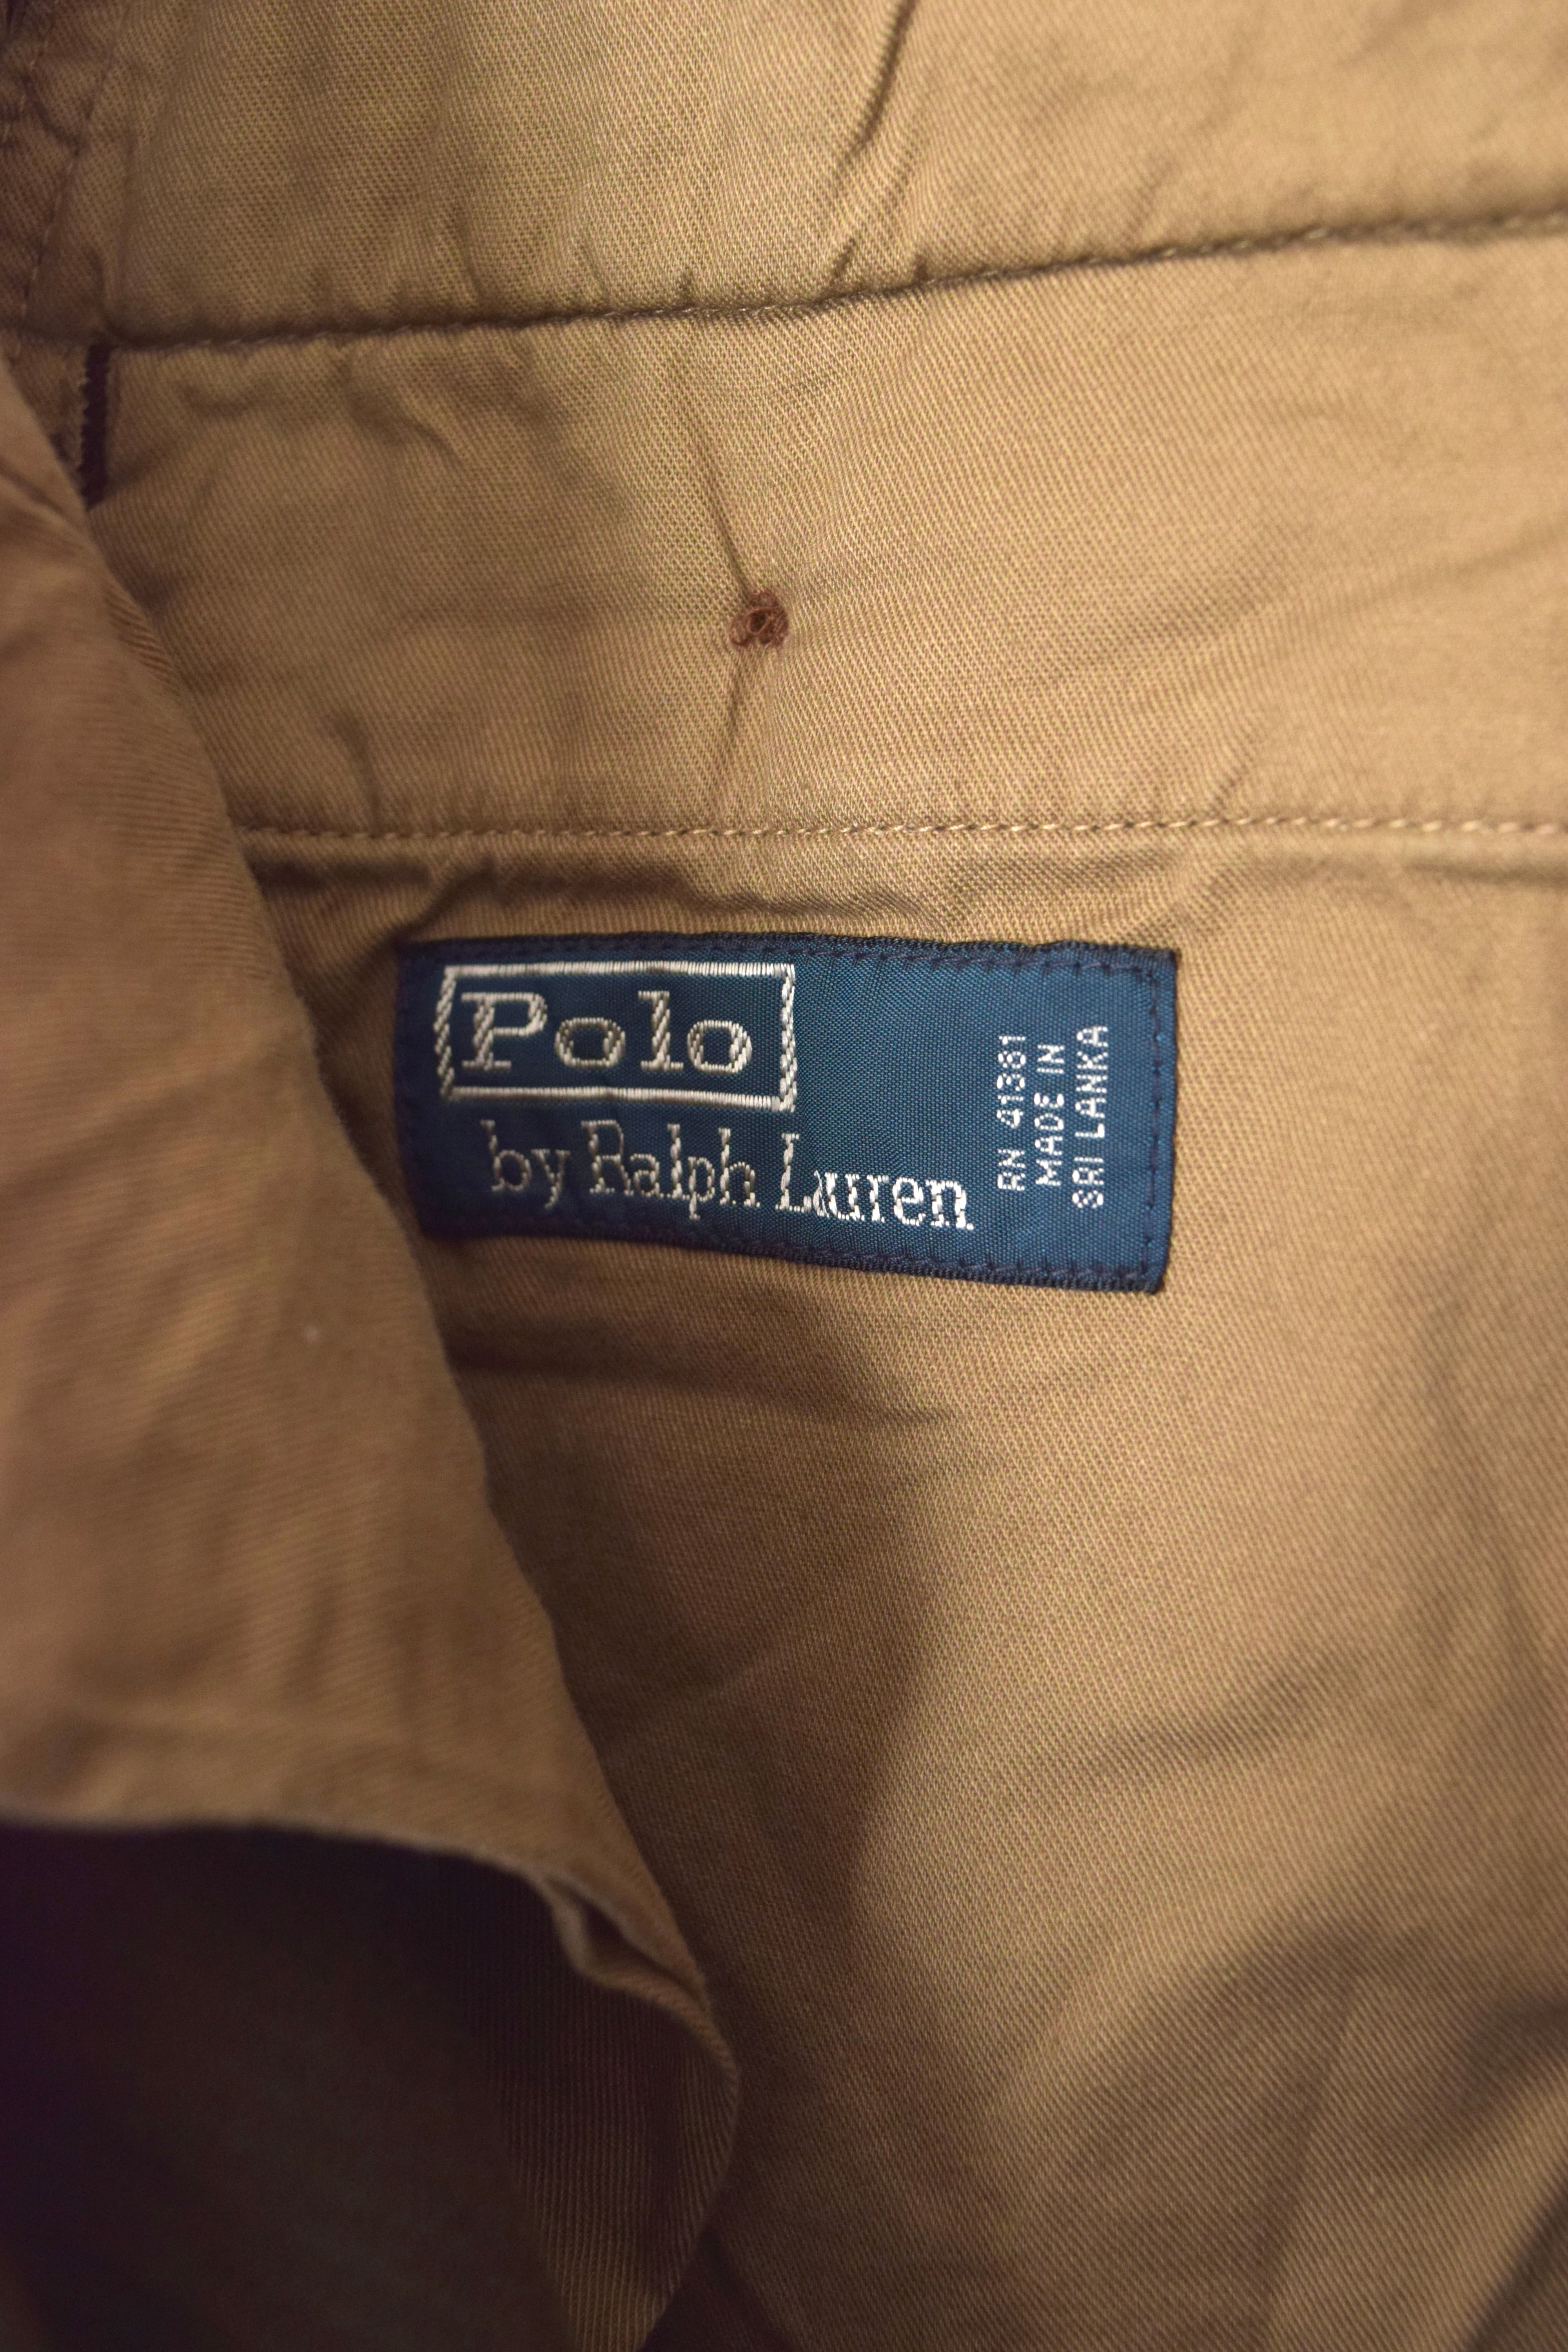 Polo
by Ralph Lauren
RN 41381
MADE IN
SRI LANKA